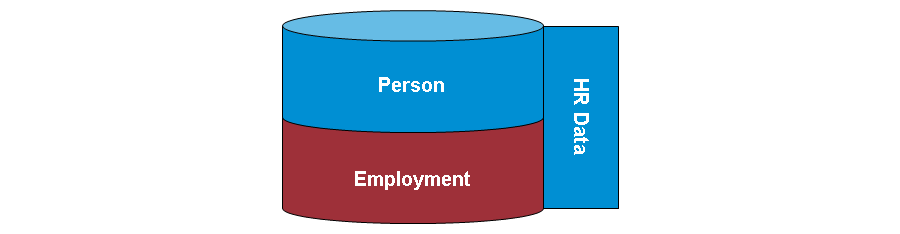 Person
HR Data
Employment